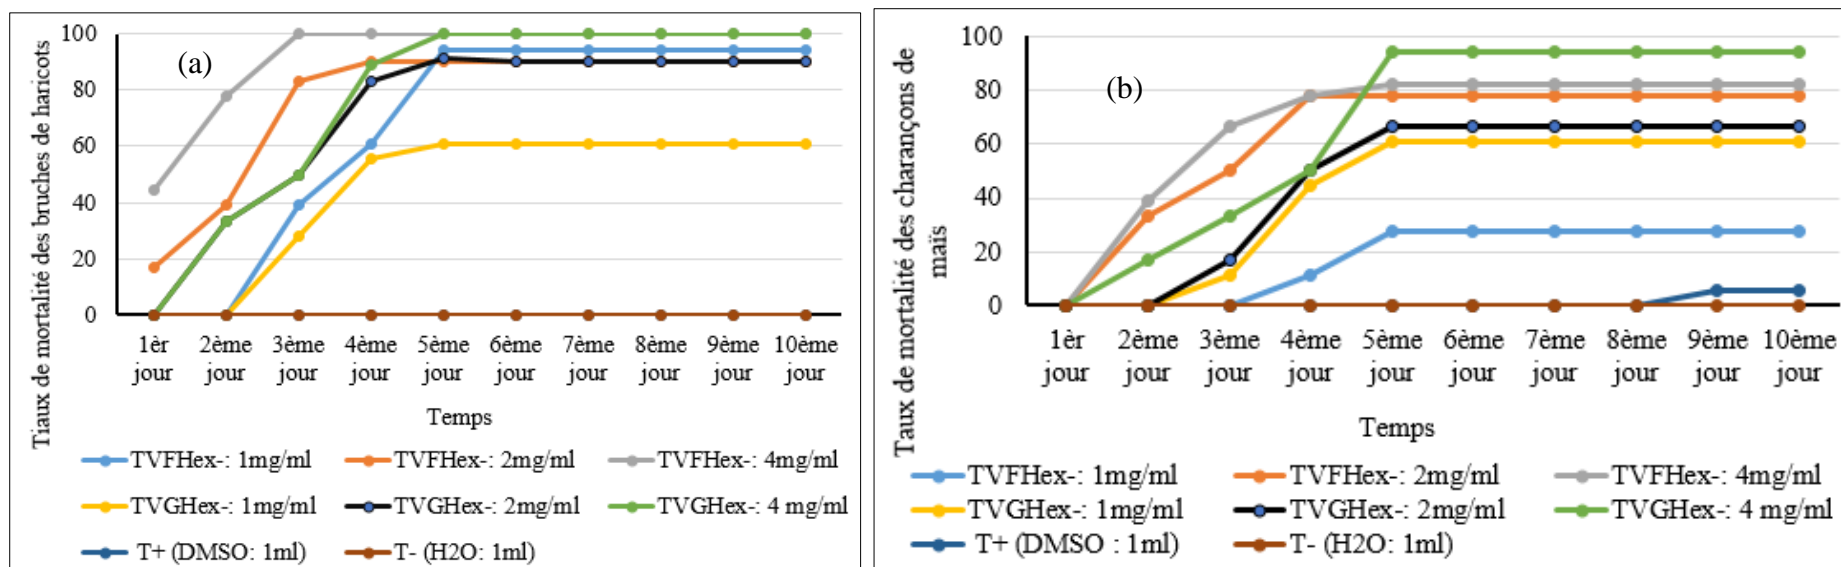 Tiaux de mortalité des bruches de haricots
(a)
100
80
60
40
20
0
1èr jour
2ème jour
3ème jour
4ème jour
5ème jour
6ème jour
7ème jour
8ème jour
9ème jour
10ème jour
Temps
TVFHex-: 1mg/ml
TVFHex-: 2mg/ml
TVFHex-: 4mg/ml
TVGHex-: 1mg/ml
TVGHex-: 2mg/ml
TVGHex-: 4 mg/ml
T+ (DMSO: 1ml)
T- (H2O: 1ml)
Taux de mortalité des charançons de
maïs
(b)
100
80
60
40
20
0
1èr jour
2ème jour
3ème jour
4ème jour
5ème jour
6ème jour
7ème jour
8ème jour
9ème jour
10ème jour
Temps
TVFHex-: 1mg/ml
TVFHex-: 2mg/ml
TVFHex-: 4mg/ml
TVGHex-: 1mg/ml
TVGHex-: 2mg/ml
TVGHex-: 4 mg/ml
T+ (DMSO : 1ml)
T- (H2O: 1ml)